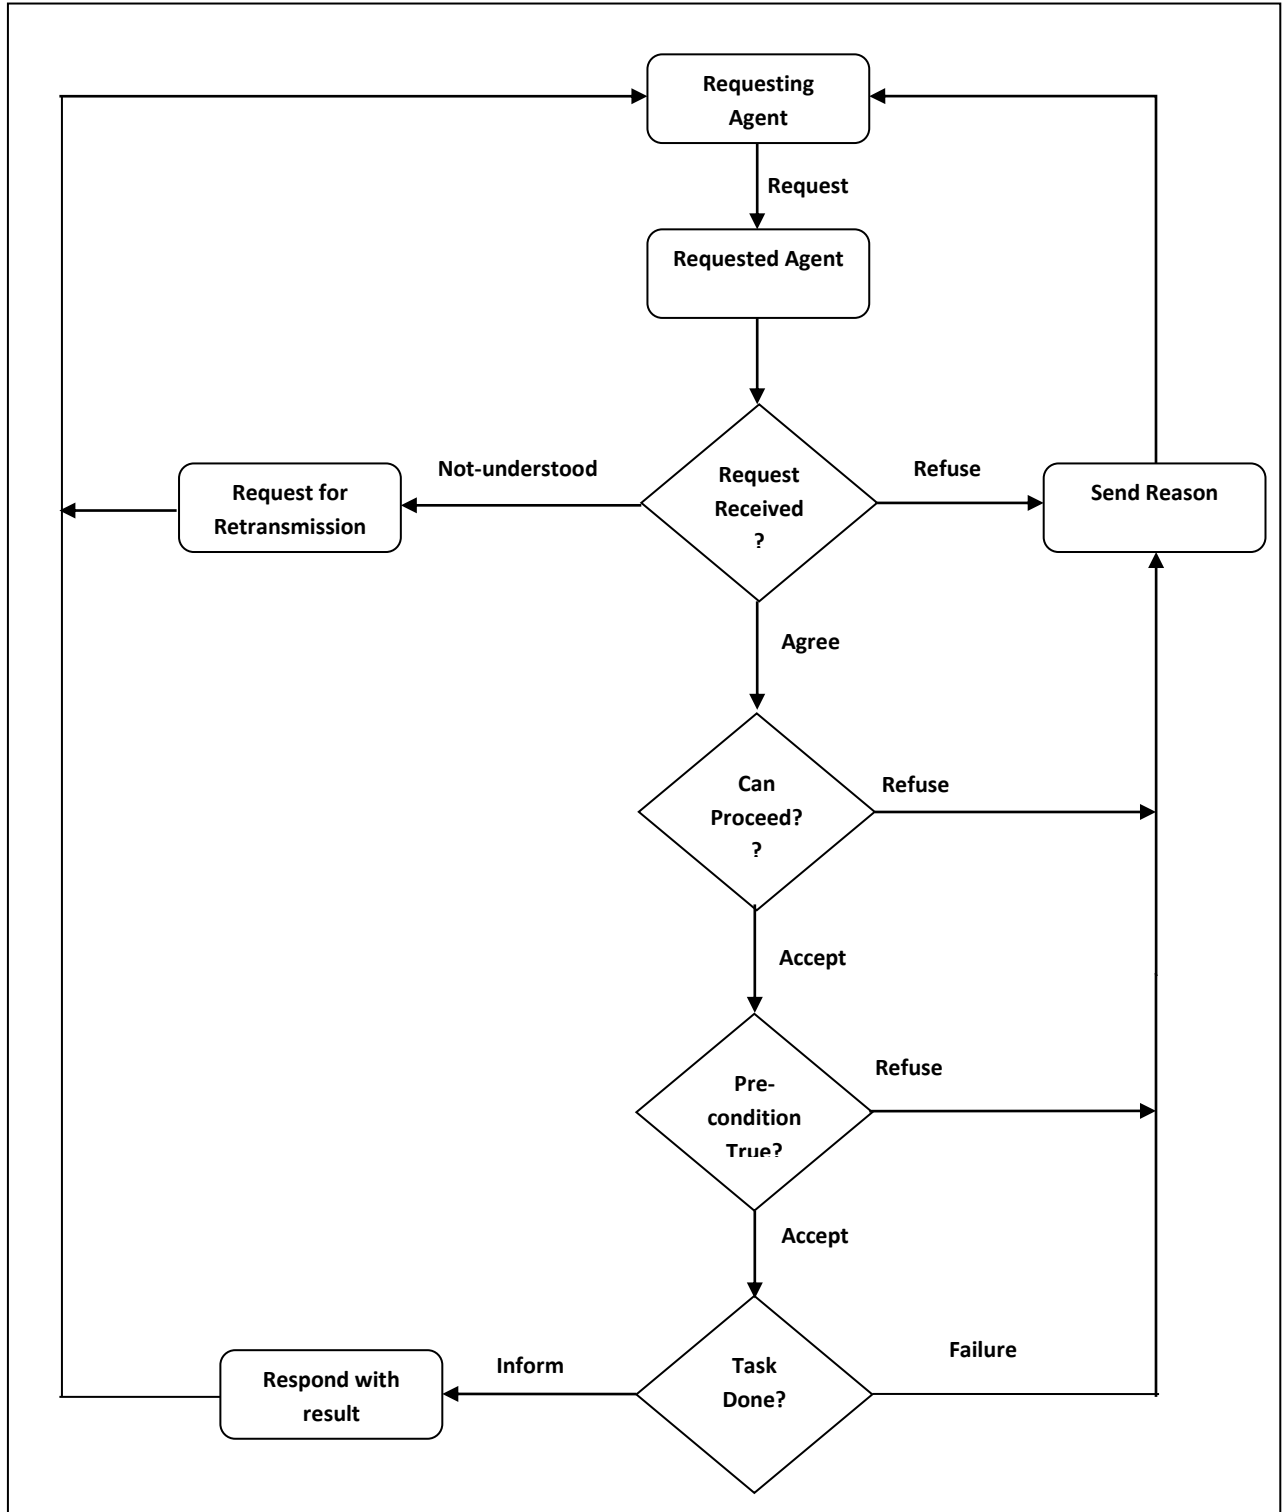 Requesting
Agent
Request
Requested Agent
Not-understood
Request
Received
?
Refuse
Request for
Retransmission
Send Reason
Agree
Can
Proceed?
?
Refuse
Accept
Pre-
condition
True?
Refuse
Accept
Task
Done?
Failure
Inform
Respond with
result